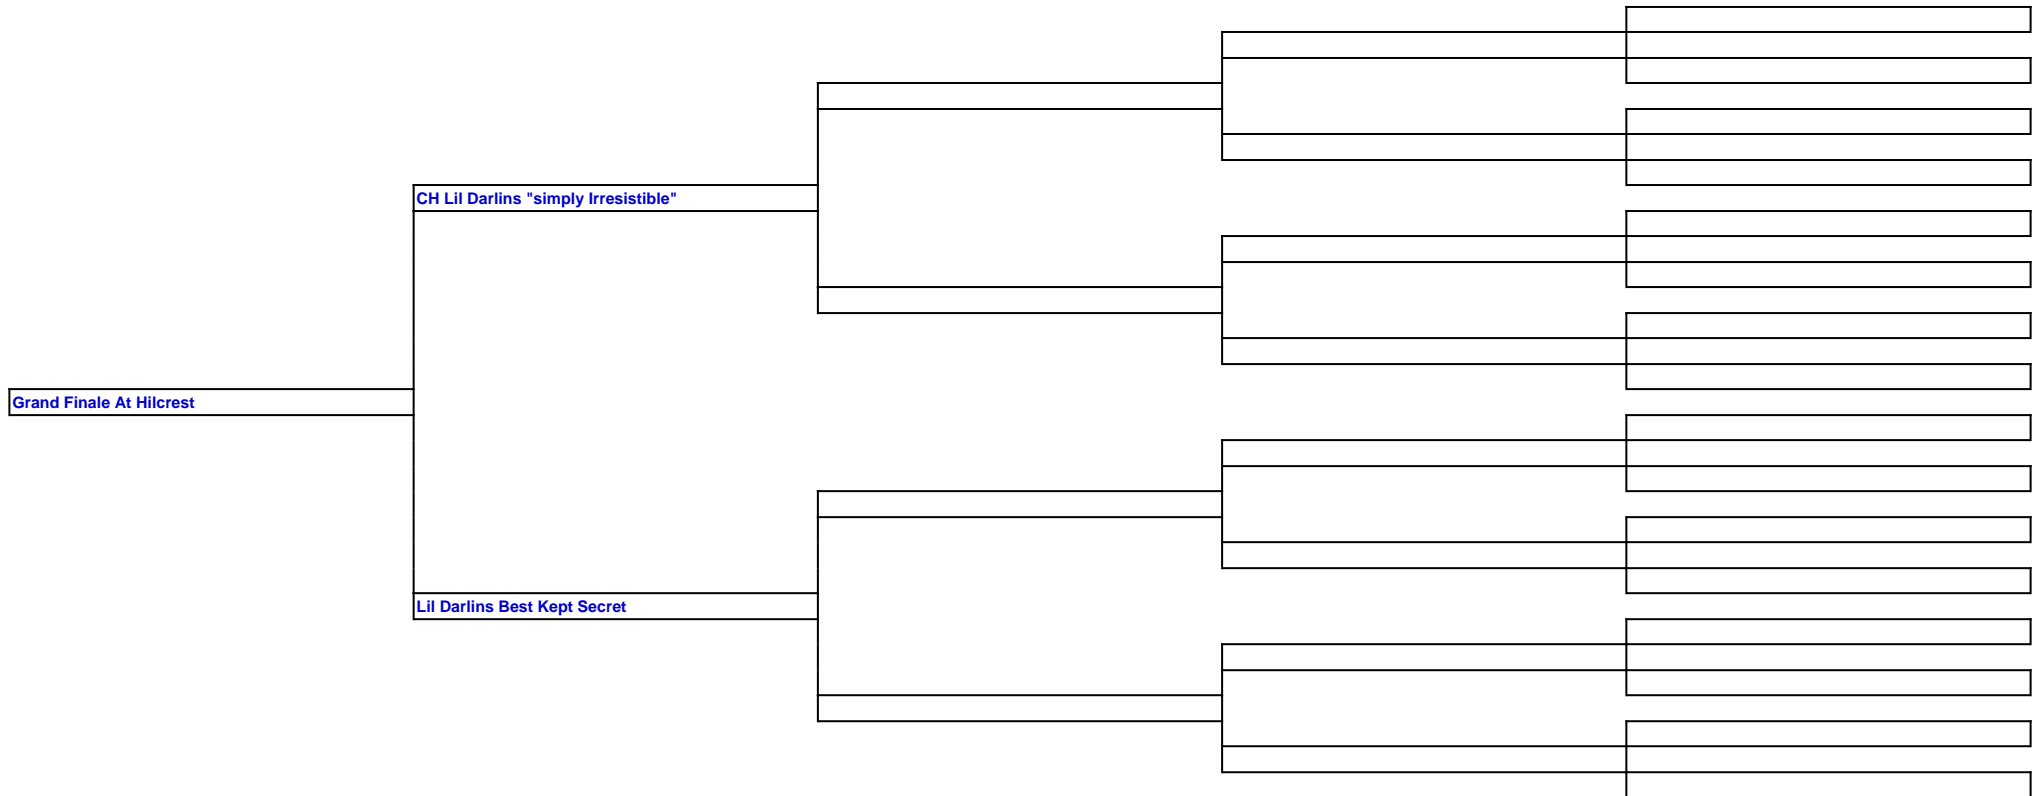 CH Lil Darlins "simply Irresistible"
Grand Finale At Hilcrest
Lil Darlins Best Kept Secret